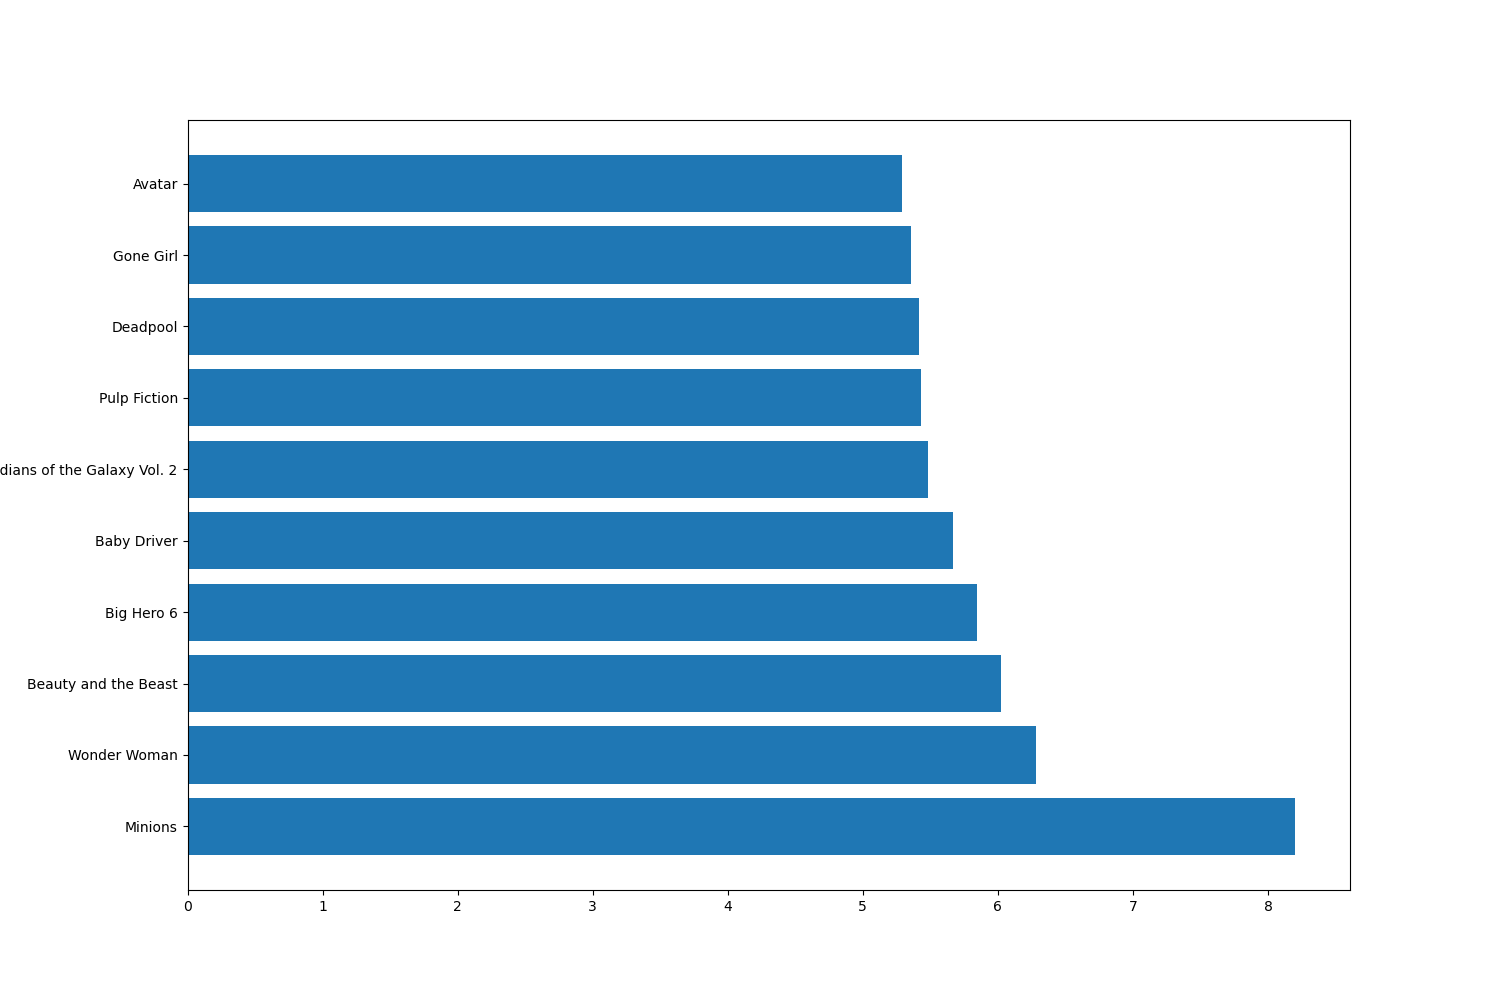 Avatar
Gone Girl
Deadpool
Pulp Fiction
dians of the Galaxy Vol. 2
Baby Driver
Big Hero 6
Beauty and the Beast
Wonder Woman
Minions
0 1 2 3 4 5 6 7 8